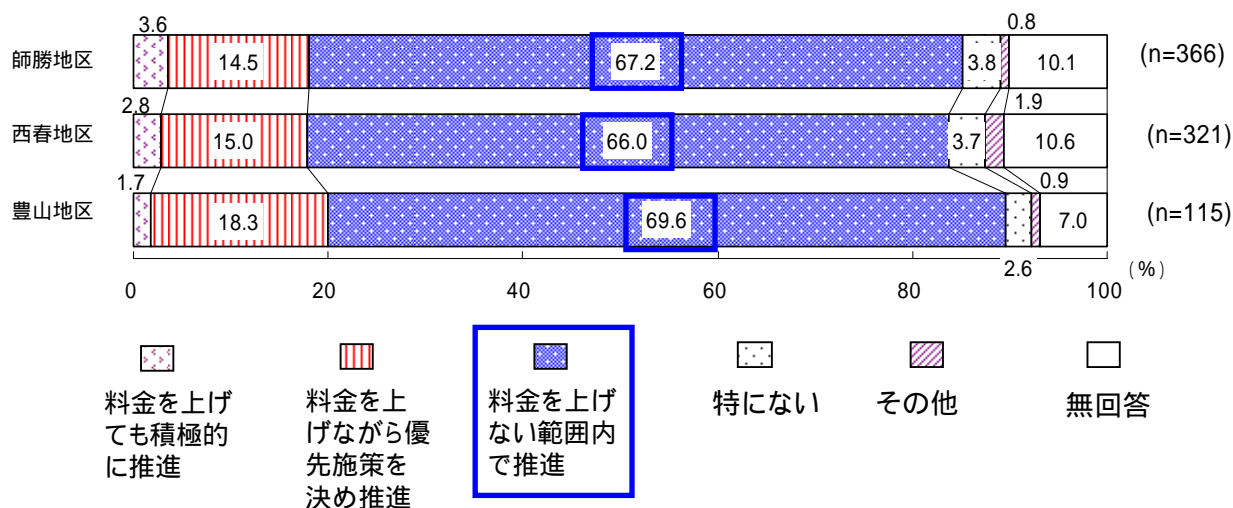 3.6
0.8
師勝地区
14.5
67.2
3.8
10.1
(n=366)
2.8
1.9
西春地区
15.0
66.0
3.7
10.6
(n=321)
1.7
0.9
豊山地区
18.3
69.6
7.0
(n=115)
2.6
(%)
0
20
40
60
80
100
料金を上げ
ても積極的
に推進
料金を上
げながら優
先施策を
決め推進
料金を上げ
ない範囲内
で推進
特にない
その他
無回答